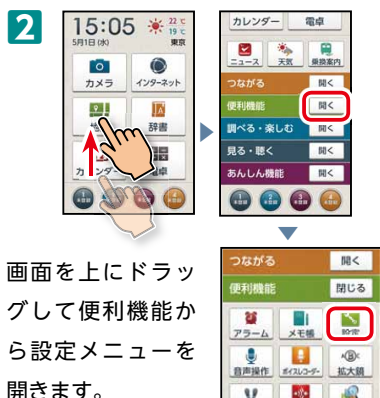 2
15:05
22 ℃
19 ℃
5月1日(水)
東京
カメラ
インターネット
辞書
カレンダー
電卓
ニュース
天気
乗換案内
つながる
開く
便利機能
開く
調べる・楽しむ
開く
見る・聴く
開く
あんしん機能
開く
つながる
開く
便利機能
閉じる
アラーム
メモ帳
設定
音声操作
ボイスレコーダー
拡大鏡
画面を上にドラッ
グして便利機能か
ら設定メニューを
開きます。